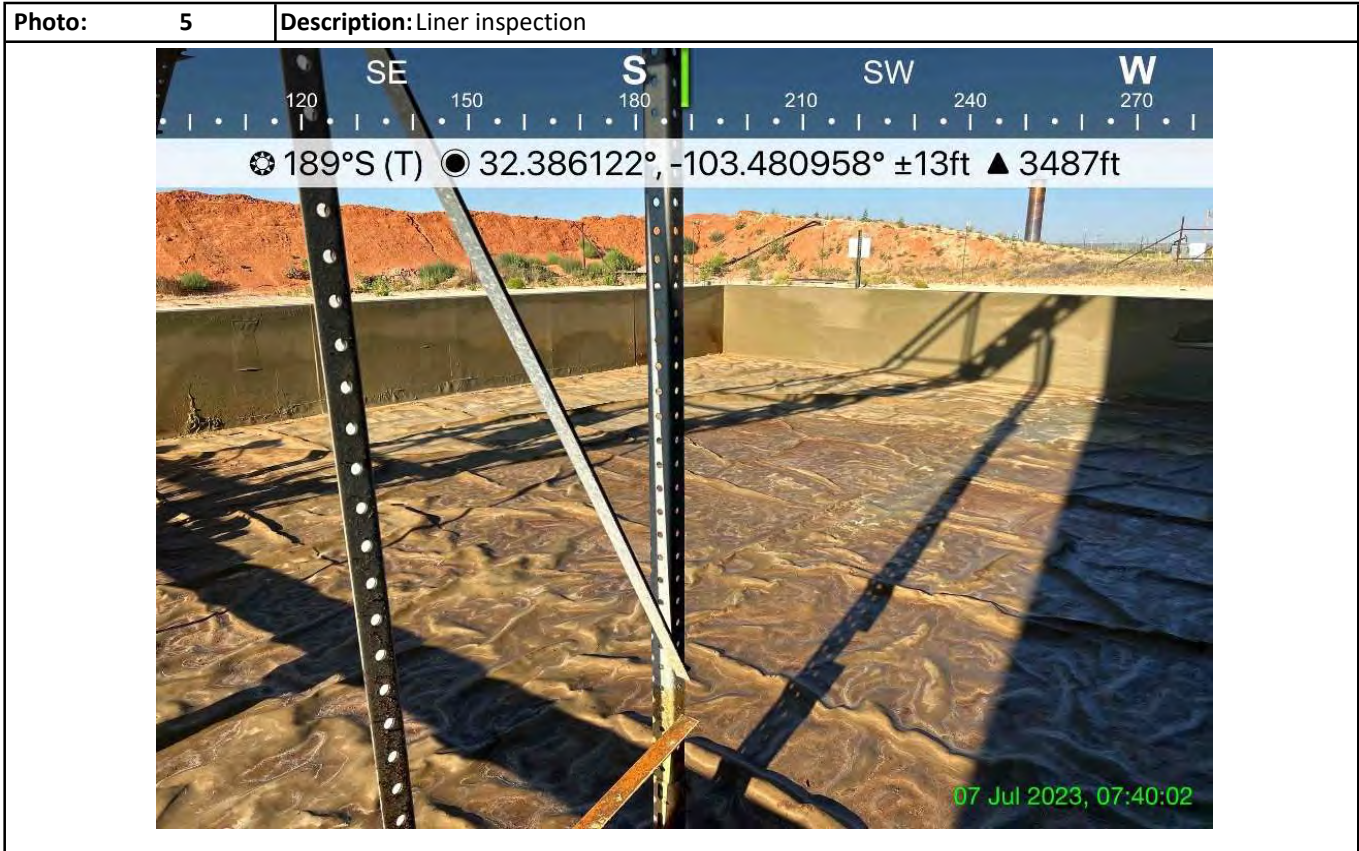 Photo: 5 Description: Liner inspection
SE S SW W
120 150 180 210 240 270
189°S (T) 32.386122°, -103.480958° ±13ft ▲ 3487ft
07 Jul 2023, 07:40:02